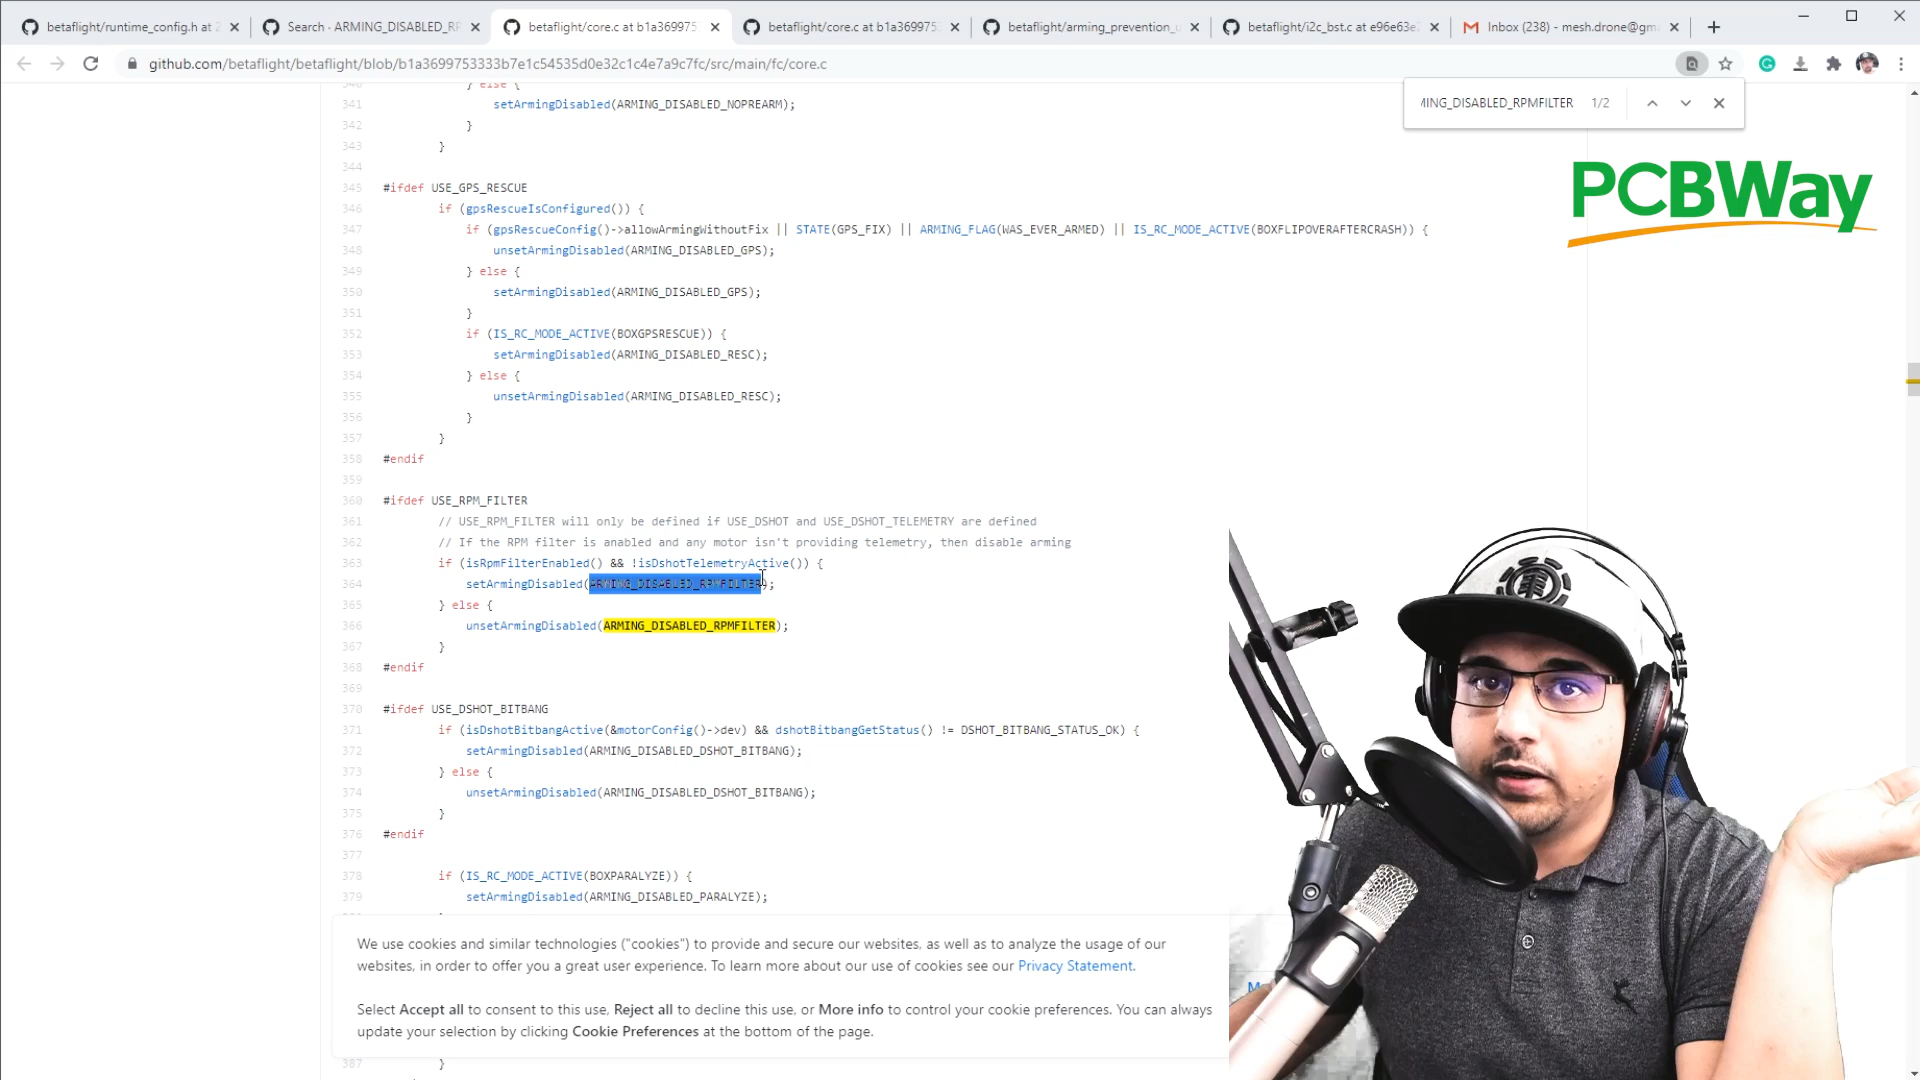 betaflight/runtime_config.h at 2
Search · ARMING_DISABLED_RP
betaflight/core.c at b1a369975
betaflight/core.c at b1a369975
betaflight/arming_prevention_u
betaflight/i2c_bst.c at e96e63e
Inbox (238) - mesh.drone@gm
github.com/betaflight/betaflight/blob/b1a3699753333b7e1c54535d0e32c1c4e7a9c7fc/src/main/fc/core.c
MING_DISABLED_RPMFILTER 1/2
PCBWay
340 } else {
341 setArmingDisabled(ARMING_DISABLED_NOPREARM);
342 }
343 }
344
345 #ifdef USE_GPS_RESCUE
346 if (gpsRescueIsConfigured()) {
347 if (gpsRescueConfig()->allowArmingWithoutFix || STATE(GPS_FIX) || ARMING_FLAG(WAS_EVER_ARMED) || IS_RC_MODE_ACTIVE(BOXFLIPOVERAFTERCRASH)) {
348 unsetArmingDisabled(ARMING_DISABLED_GPS);
349 } else {
350 setArmingDisabled(ARMING_DISABLED_GPS);
351 }
352 if (IS_RC_MODE_ACTIVE(BOXGPSRESCUE)) {
353 setArmingDisabled(ARMING_DISABLED_RESC);
354 } else {
355 unsetArmingDisabled(ARMING_DISABLED_RESC);
356 }
357 }
358 #endif
359
360 #ifdef USE_RPM_FILTER
361 // USE_RPM_FILTER will only be defined if USE_DSHOT and USE_DSHOT_TELEMETRY are defined
362 // If the RPM filter is enabled and any motor isn't providing telemetry, then disable arming
363 if (isRpmFilterEnabled() && !isDshotTelemetryActive()) {
364 setArmingDisabled(ARMING_DISABLED_RPMFILTER);
365 } else {
366 unsetArmingDisabled(ARMING_DISABLED_RPMFILTER);
367 }
368 #endif
369
370 #ifdef USE_DSHOT_BITBANG
371 if (isDshotBitbangActive(&motorConfig()->dev) && dshotBitbangGetStatus() != DSHOT_BITBANG_STATUS_OK) {
372 setArmingDisabled(ARMING_DISABLED_DSHOT_BITBANG);
373 } else {
374 unsetArmingDisabled(ARMING_DISABLED_DSHOT_BITBANG);
375 }
376 #endif
377
378 if (IS_RC_MODE_ACTIVE(BOXPARALYZE)) {
379 setArmingDisabled(ARMING_DISABLED_PARALYZE);
We use cookies and similar technologies ("cookies") to provide and secure our websites, as well as to analyze the usage of our
websites, in order to offer you a great user experience. To learn more about our use of cookies see our Privacy Statement.
Select Accept all to consent to this use, Reject all to decline this use, or More info to control your cookie preferences. You can always
update your selection by clicking Cookie Preferences at the bottom of the page.
387 }